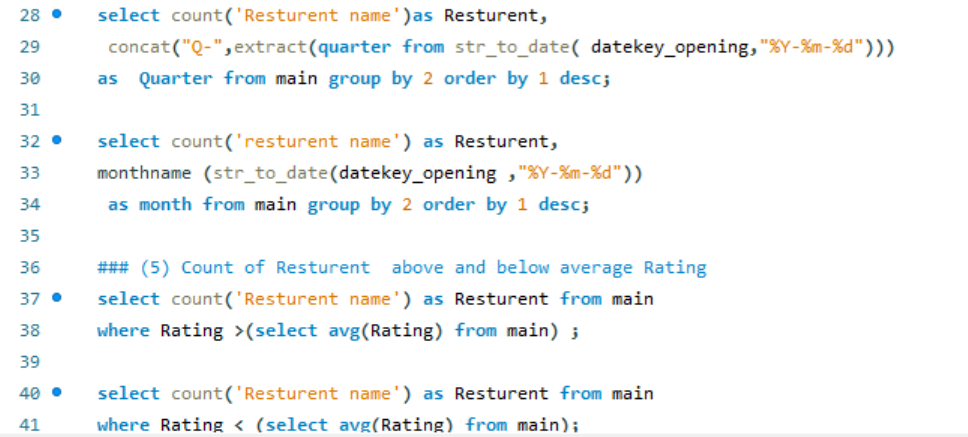 28 select count('Resturent name')as Resturent,
29 concat("Q-",extract(quarter from str_to_date( datekey_opening,"%Y-%m-%d")))
30 as  Quarter from main group by 2 order by 1 desc;
31
32 select count('resturent name') as Resturent,
33 monthname (str_to_date(datekey_opening ,"%Y-%m-%d"))
34 as month from main group by 2 order by 1 desc;
35
36 ### (5) Count of Resturent  above and below average Rating
37 select count('Resturent name') as Resturent from main
38 where Rating >(select avg(Rating) from main) ;
39
40 select count('Resturent name') as Resturent from main
41 where Rating < (select avg(Rating) from main);